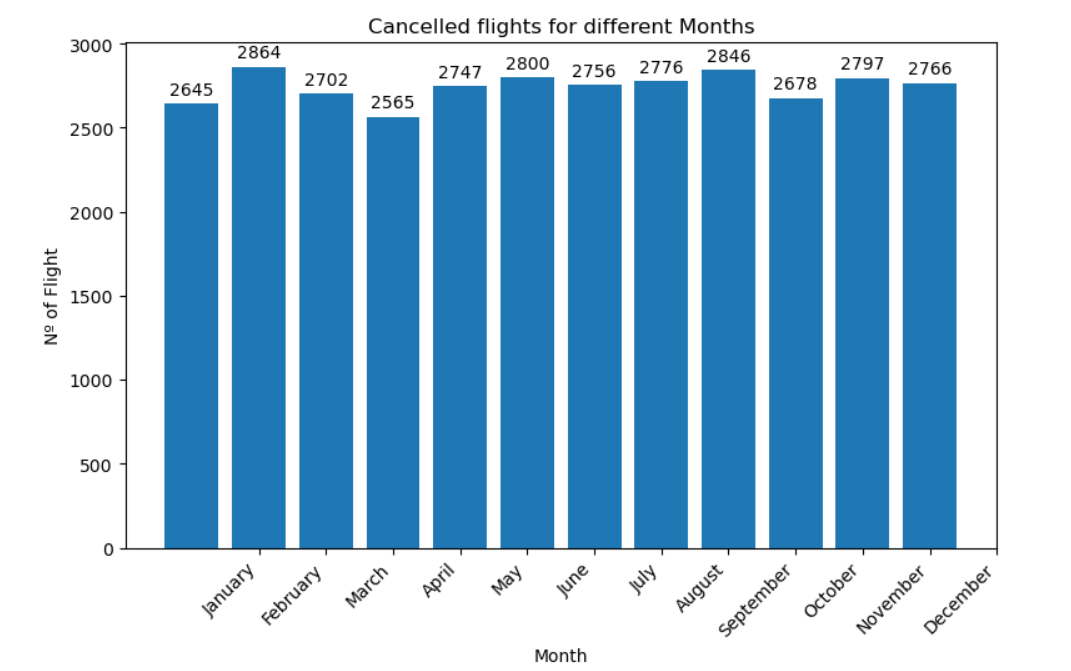 Cancelled flights for different Months
3000
2500
2000
1500
1000
500
0
Nº of Flight
2645
2864
2702
2565
2747
2800
2756
2776
2846
2678
2797
2766
January
February
March
April
May
June
July
August
September
October
November
December
Month